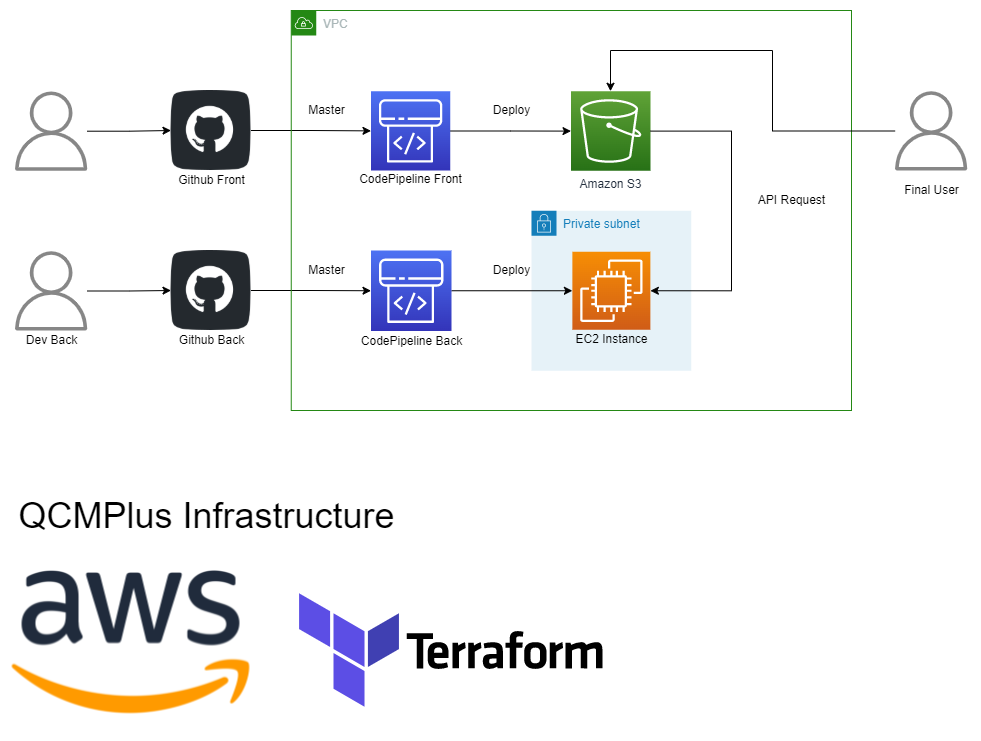 VPC
Master
Deploy
Github Front
CodePipeline Front
Amazon S3
Final User
API Request
Private subnet
Master
Deploy
Dev Back
Github Back
CodePipeline Back
EC2 Instance
QCMPlus Infrastructure
aws
Terraform